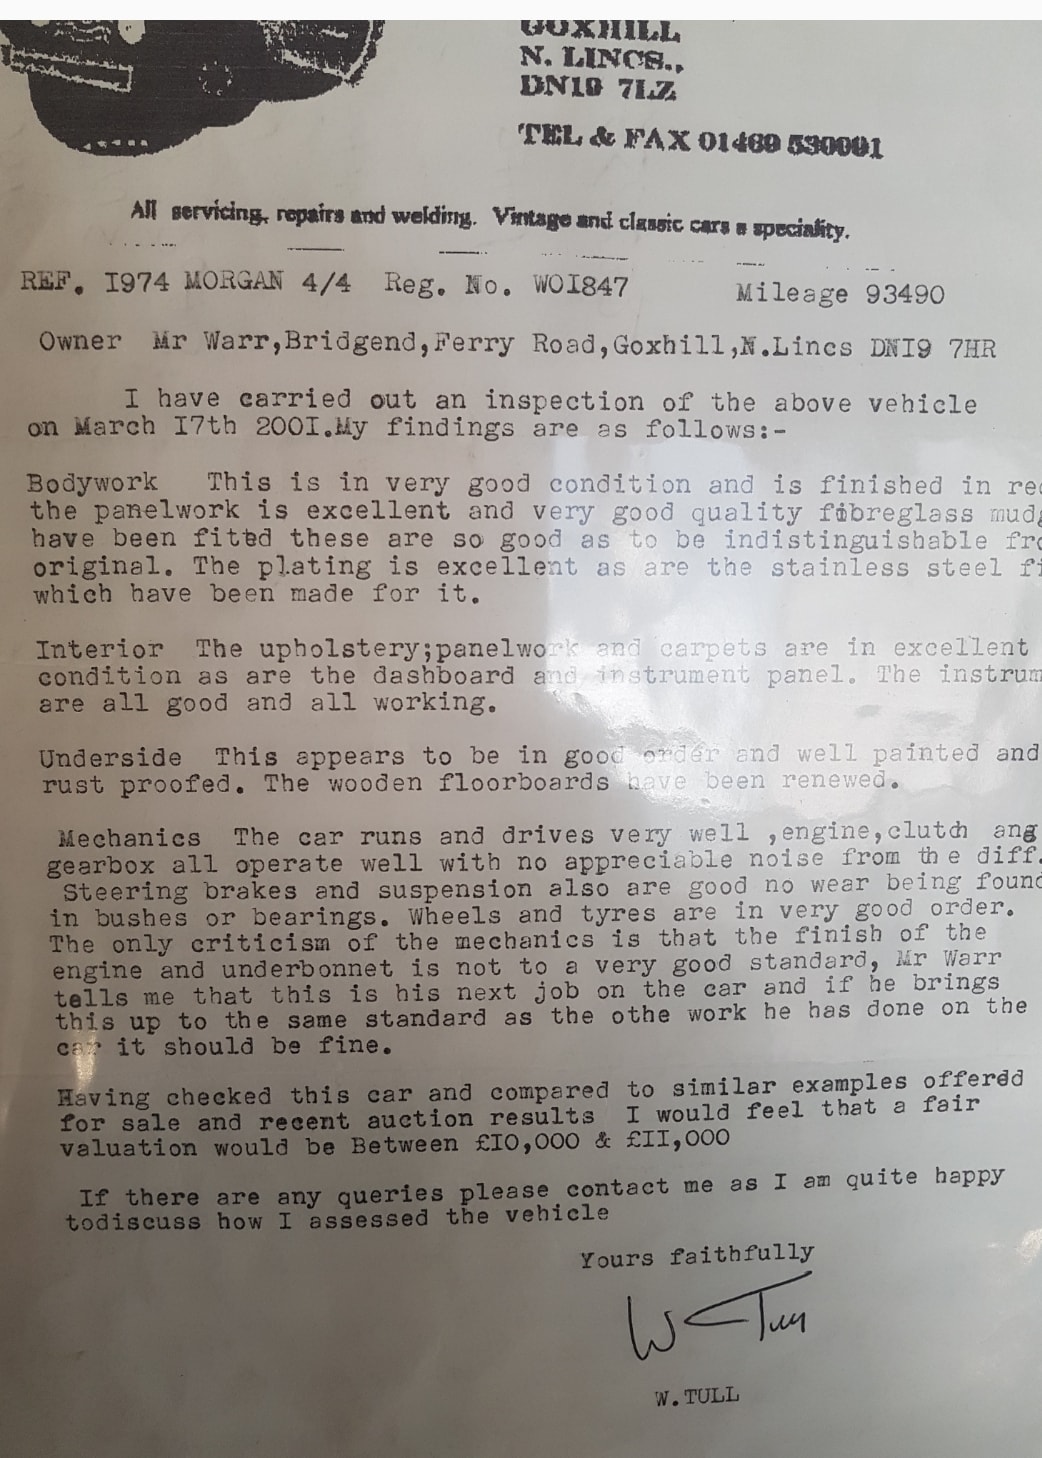 GOXHILL
N. LINCS.,
DN19 7LZ
TEL & FAX 01469 530091
All servicing, repairs and welding. Vintage and classic cars a speciality.
REF. I974 MORGAN 4/4 Reg. No. WOI847 Mileage 93490
Owner Mr Warr,Bridgend,Ferry Road,Goxhill,N.Lincs DNI9 7HR
I have carried out an inspection of the above vehicle
on March I7th 200I.My findings are as follows:-
Bodywork This is in very good condition and is finished in re
the panelwork is excellent and very good quality fibreglass mudg
have been fitted these are so good as to be indistinguishable fro
original. The plating is excellent as are the stainless steel fi
which have been made for it.
Interior The upholstery;panelwork and carpets are in excellent
condition as are the dashboard and instrument panel. The instrum
are all good and all working.
Underside This appears to be in good order and well painted and
rust proofed. The wooden floorboards have been renewed.
Mechanics The car runs and drives very well ,engine,clutch ang
gearbox all operate well with no appreciable noise from the diff.
Steering brakes and suspension also are good no wear being found
in bushes or bearings. Wheels and tyres are in very good order.
The only criticism of the mechanics is that the finish of the
engine and underbonnet is not to a very good standard, Mr Warr
tells me that this is his next job on the car and if he brings
this up to the same standard as the othe work he has done on the
car it should be fine.
Having checked this car and compared to similar examples offerdd
for sale and recent auction results I would feel that a fair
valuation would be Between £IO,000 & £II,000
If there are any queries please contact me as I am quite happy
todiscuss how I assessed the vehicle
Yours faithfully
W Tull
W.TULL